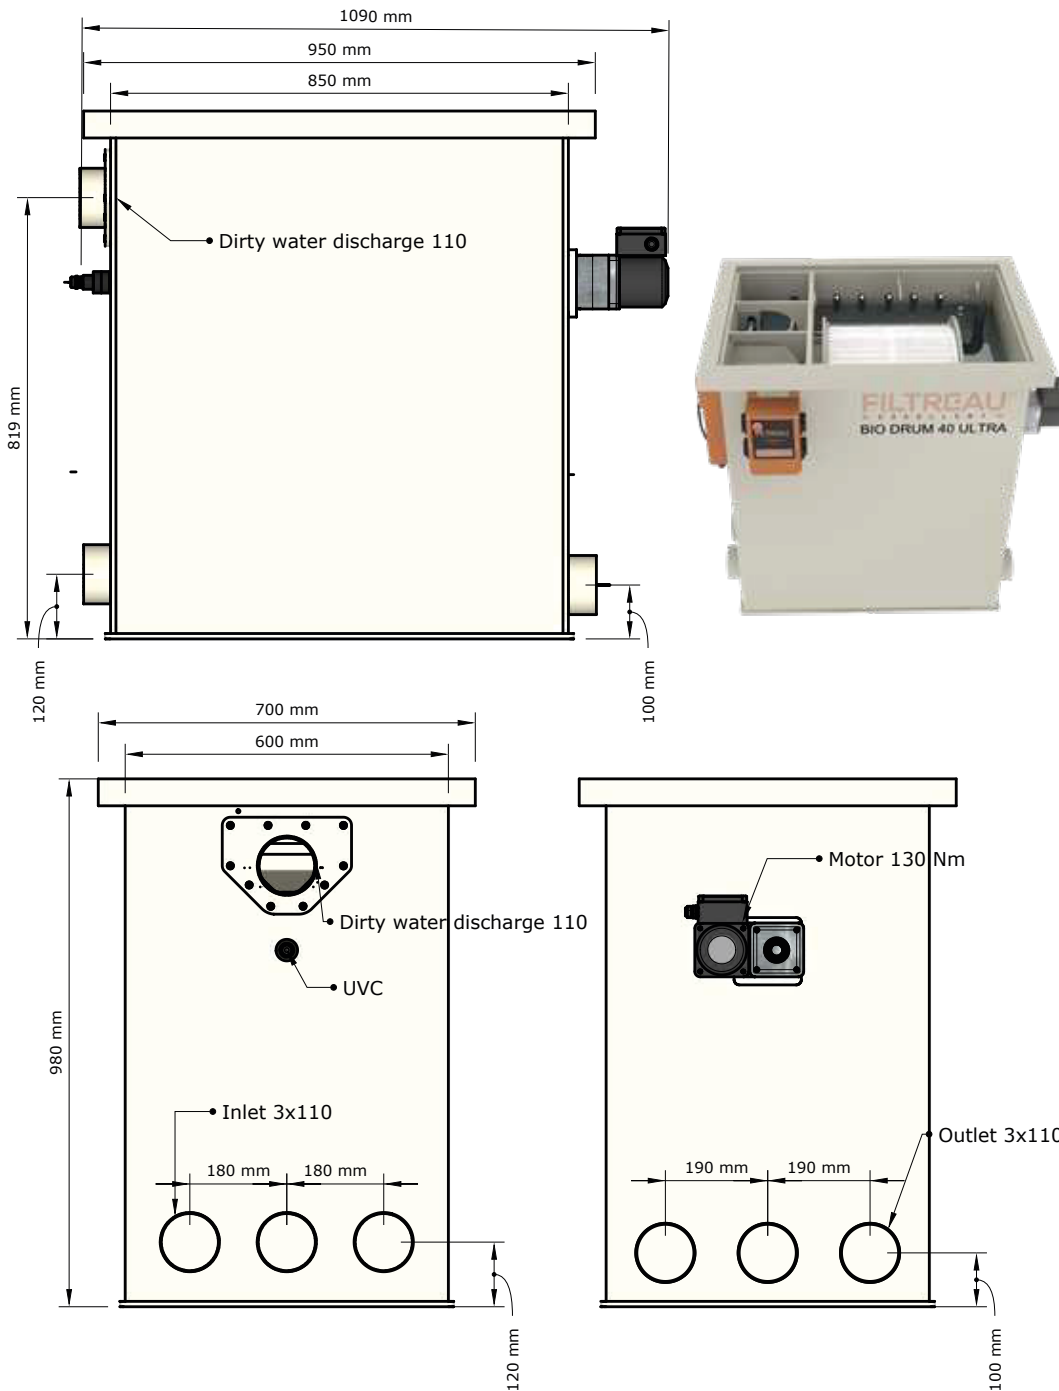 1090 mm
950 mm
850 mm
Dirty water discharge 110
819 mm
120 mm
100 mm
FILTREAU
BIO DRUM 40 ULTRA
700 mm
600 mm
980 mm
Dirty water discharge 110
UVC
Inlet 3x110
180 mm
180 mm
120 mm
Motor 130 Nm
Outlet 3x110
190 mm
190 mm
100 mm